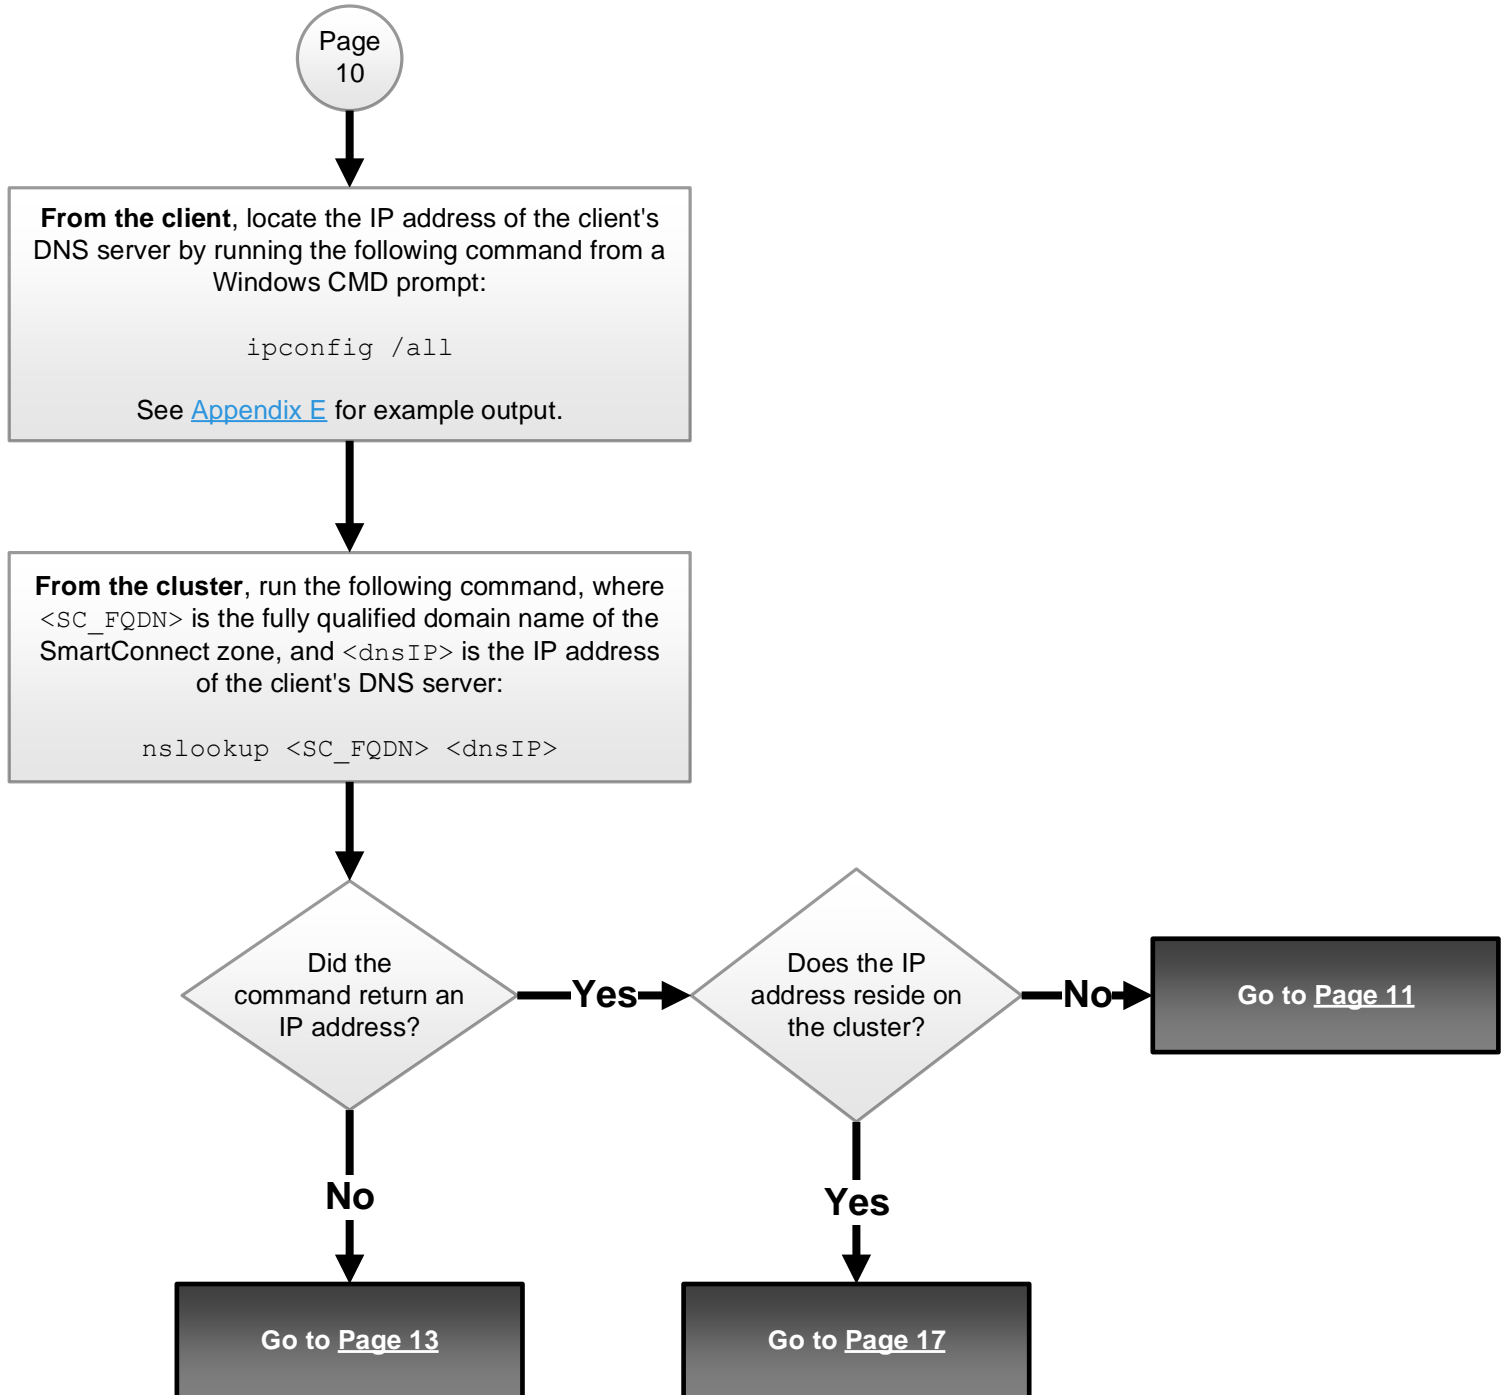 Page
10
From the client, locate the IP address of the client's
DNS server by running the following command from a
Windows CMD prompt:
ipconfig /all
See Appendix E for example output.
From the cluster, run the following command, where
<SC_FQDN> is the fully qualified domain name of the
SmartConnect zone, and <dnsIP> is the IP address
of the client's DNS server:
nslookup <SC_FQDN> <dnsIP>
Did the
command return an
IP address?
Yes
Does the IP
address reside on
the cluster?
No
Go to Page 11
No
Yes
Go to Page 13
Go to Page 17